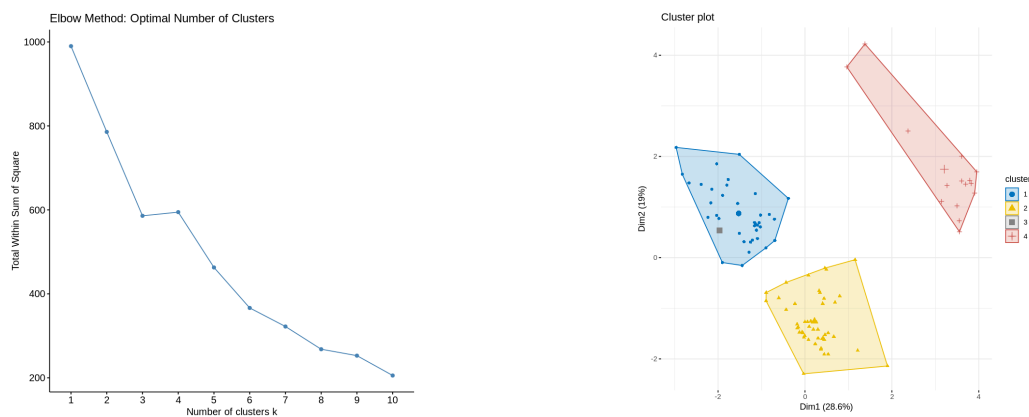 Elbow Method: Optimal Number of Clusters
1000
800
600
400
200
Total Within Sum of Square
1 2 3 4 5 6 7 8 9 10
Number of clusters k
Cluster plot
4
2
0
-2
Dim2 (19%)
-2 0 2 4
Dim1 (28.6%)
cluster
1
2
3
4